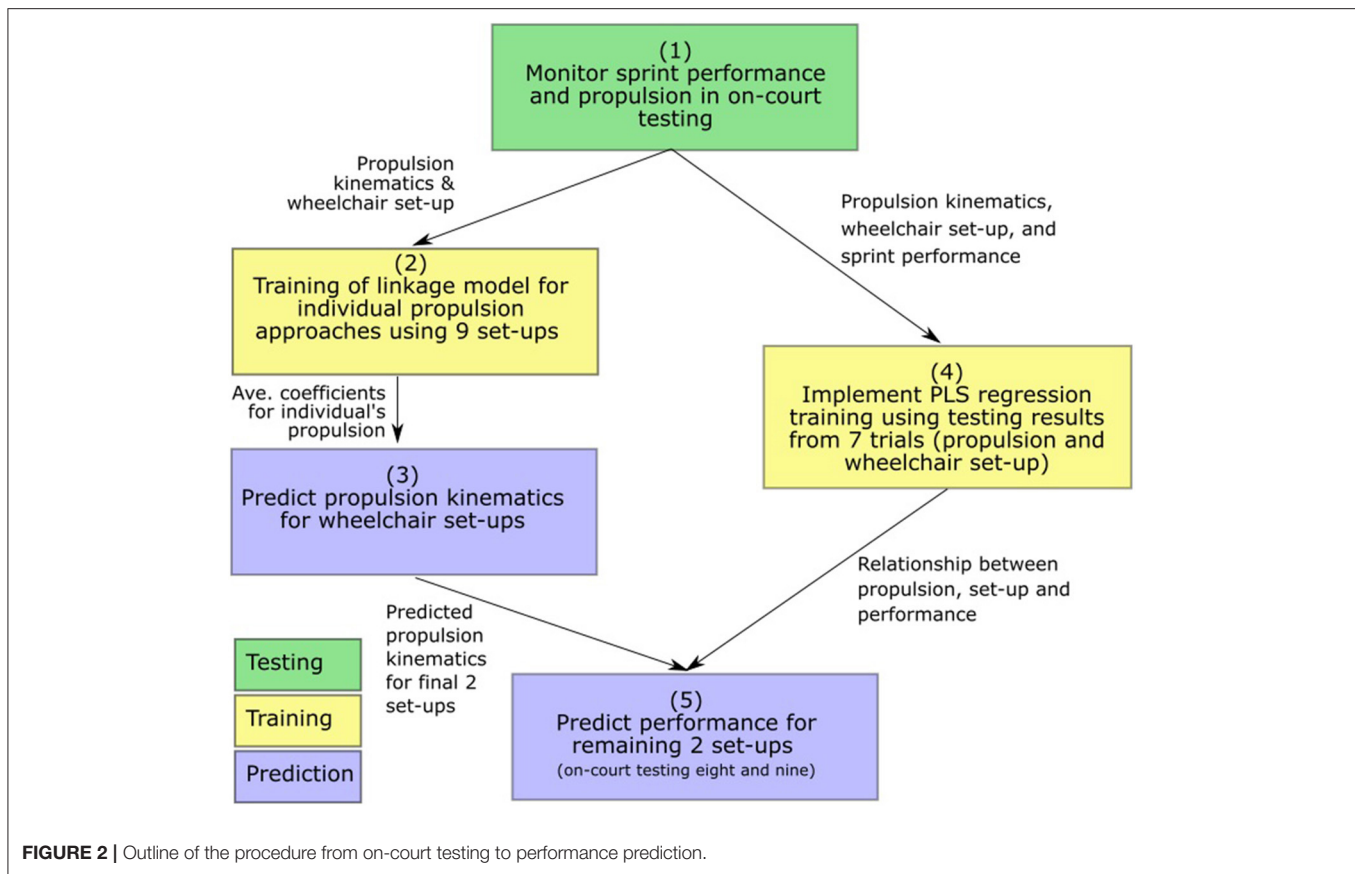 (1)
Monitor sprint performance
and propulsion in on-court
testing
Propulsion
kinematics &
wheelchair set-up
Propulsion kinematics,
wheelchair set-up, and
sprint performance
(2)
Training of linkage model for
individual propulsion
approaches using 9 set-ups
Ave. coefficients
for individual's
propulsion
(4)
Implement PLS regression
training using testing results
from 7 trials (propulsion and
wheelchair set-up)
(3)
Predict propulsion kinematics
for wheelchair set-ups
Relationship between
propulsion, set-up and
performance
Predicted
propulsion
kinematics
for final 2
set-ups
Testing
Training
Prediction
(5)
Predict performance for
remaining 2 set-ups
(on-court testing eight and nine)
FIGURE 2 | Outline of the procedure from on-court testing to performance prediction.